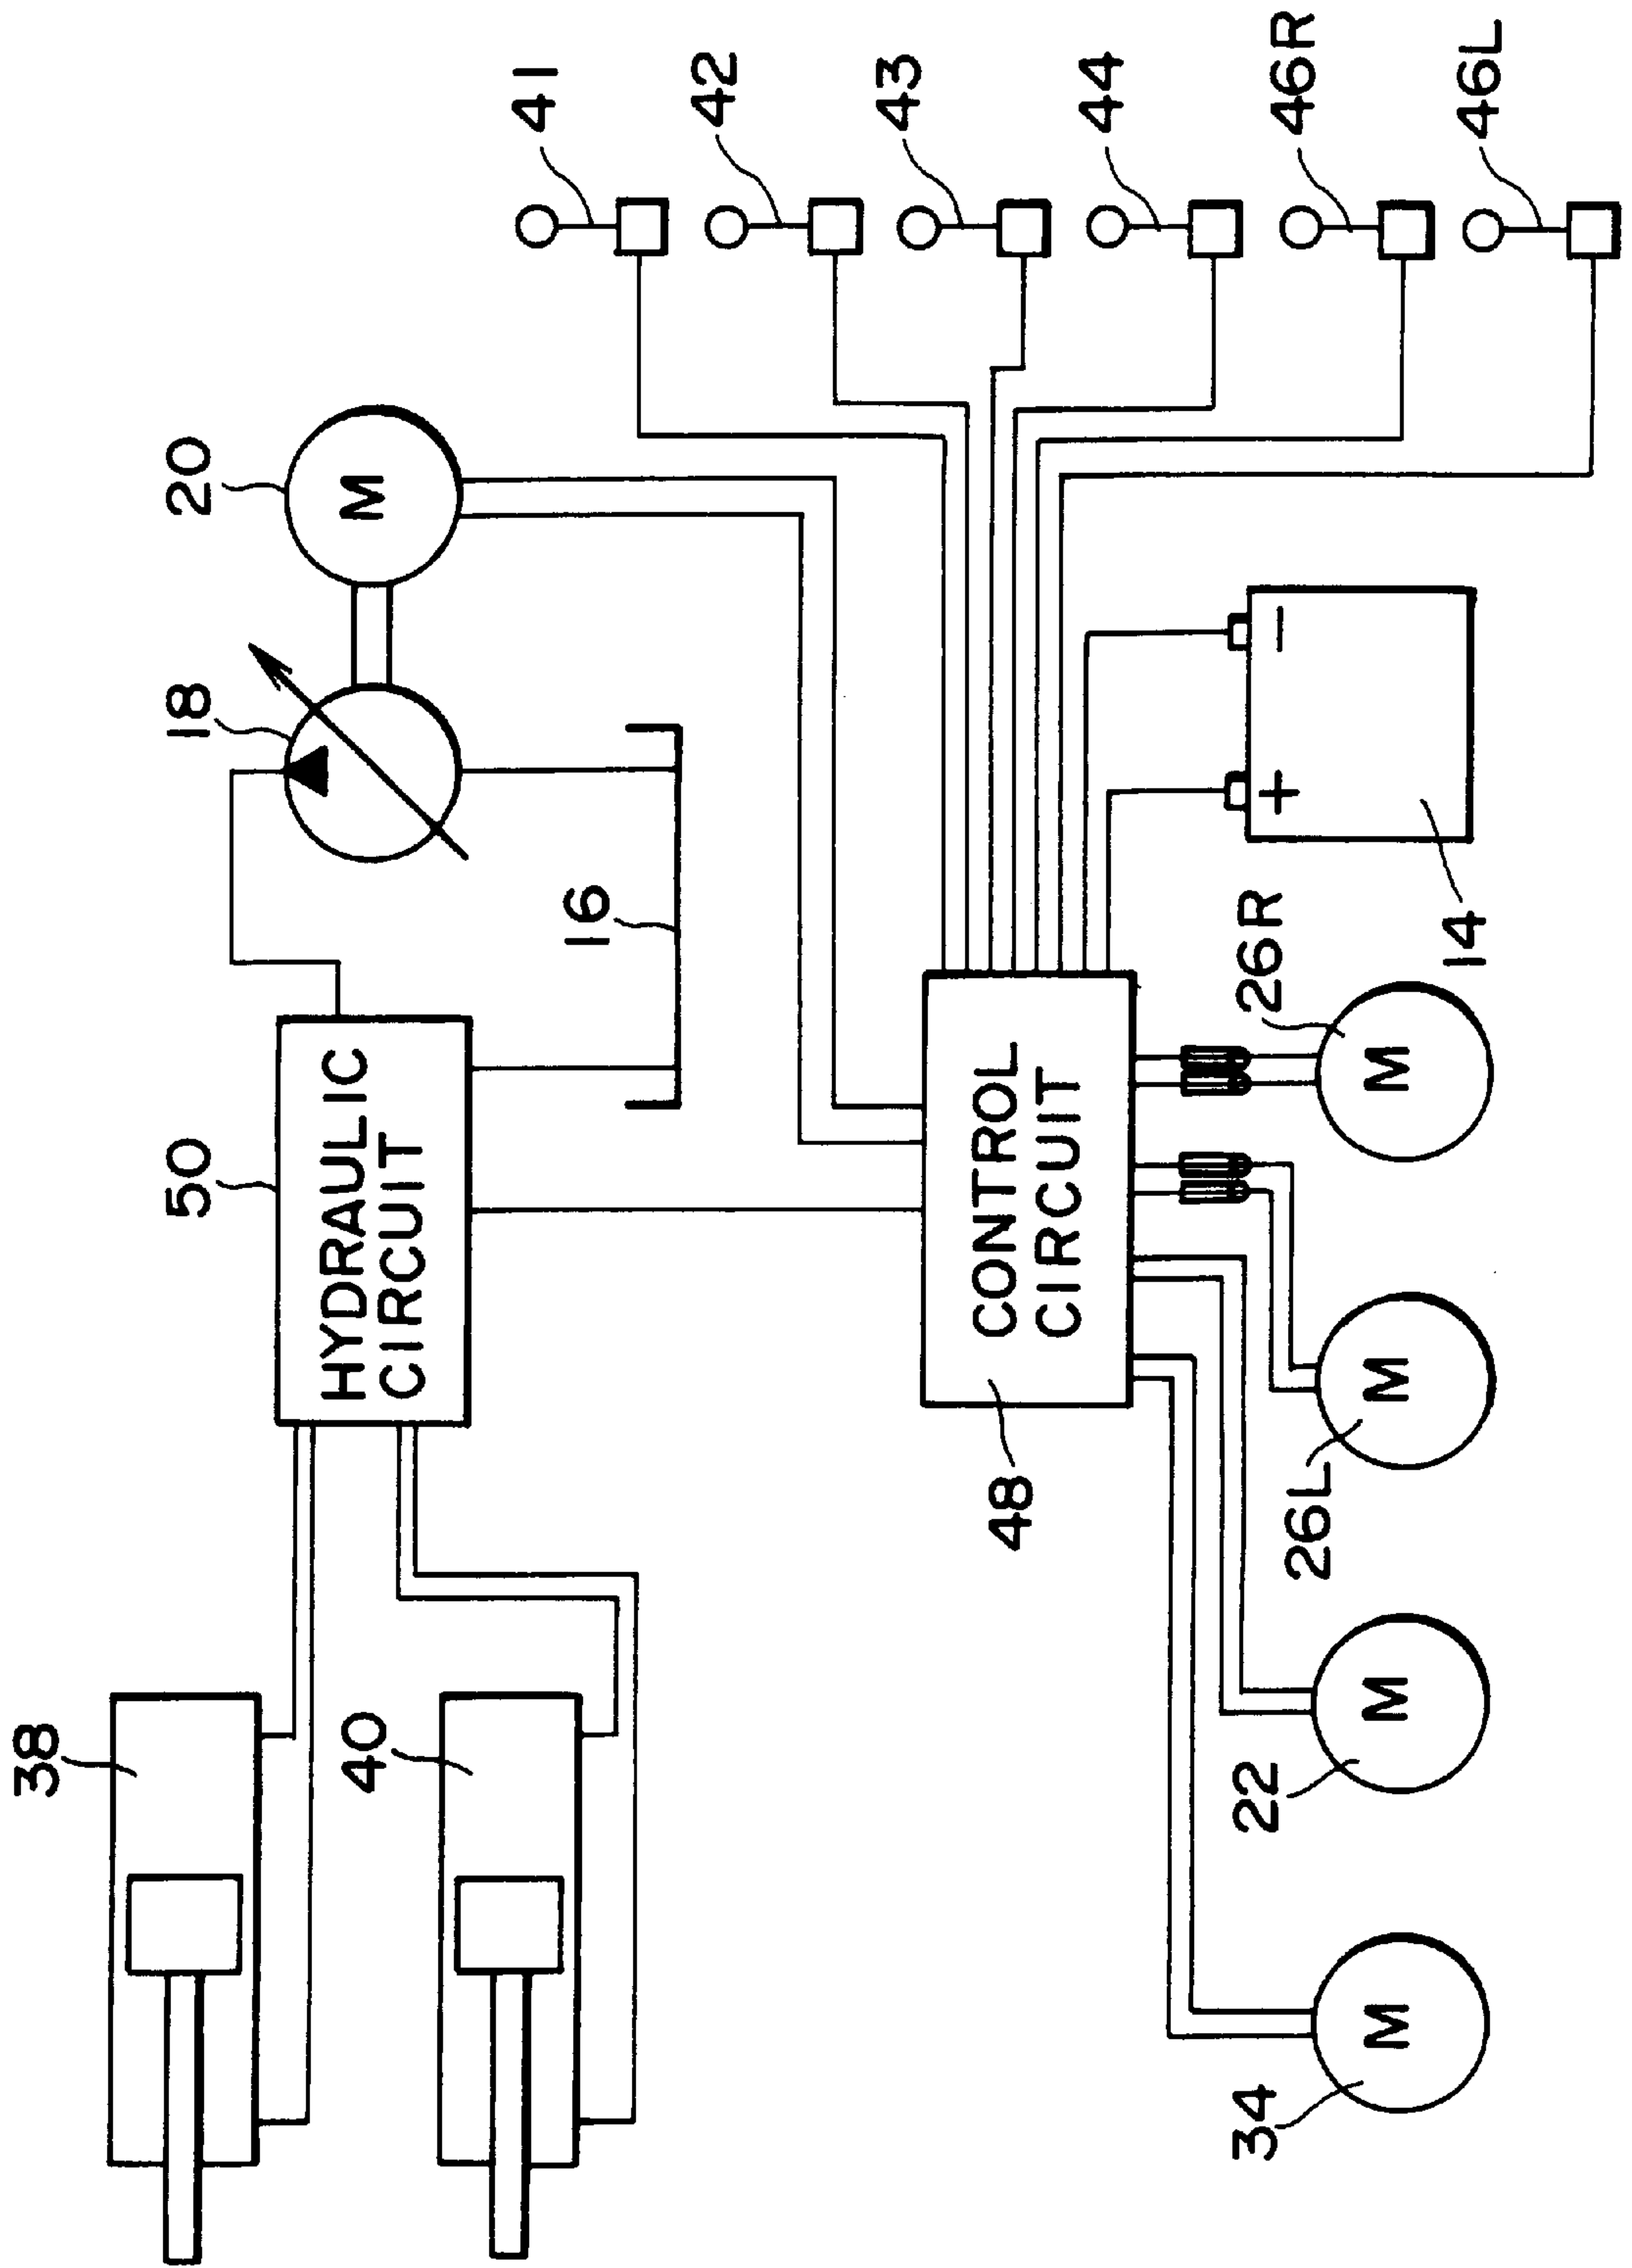 38
40
50
HYDRAULIC
CIRCUIT
18
20
M
16
41
42
43
44
46R
46L
48
CONTROL
CIRCUIT
+
−
14
34
M
22
M
26L
M
26R
M